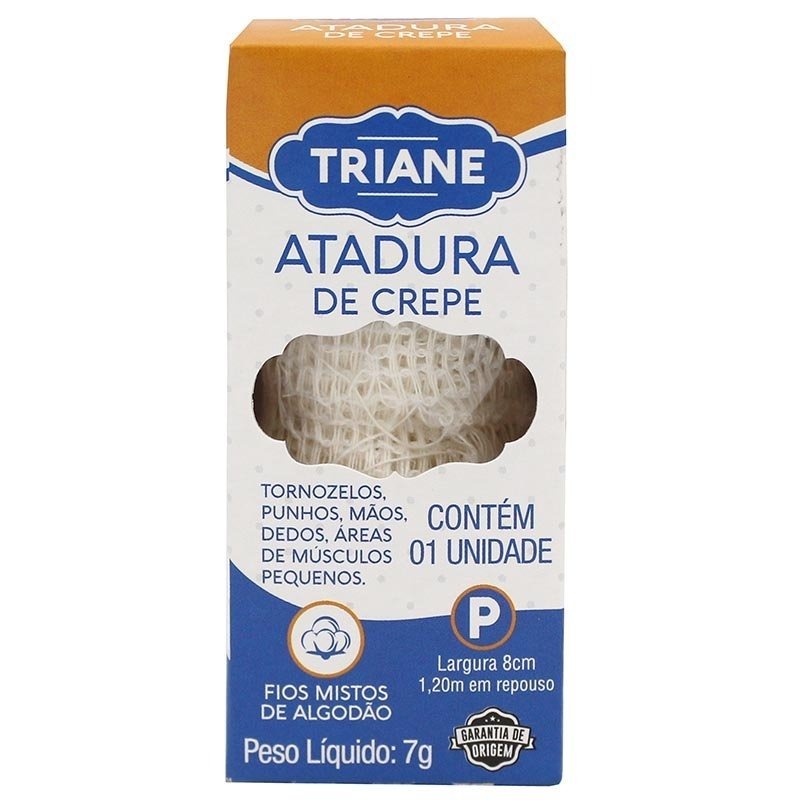 ATADURA
DE CREPE
TRIANE
ATADURA
DE CREPE
TORNOZELOS,
PUNHOS, MÃOS,
DEDOS, ÁREAS
DE MÚSCULOS
PEQUENOS.
CONTÉM
01 UNIDADE
P
Largura 8cm
1,20m em repouso
FIOS MISTOS
DE ALGODÃO
GARANTIA DE
ORIGEM
Peso Líquido: 7g